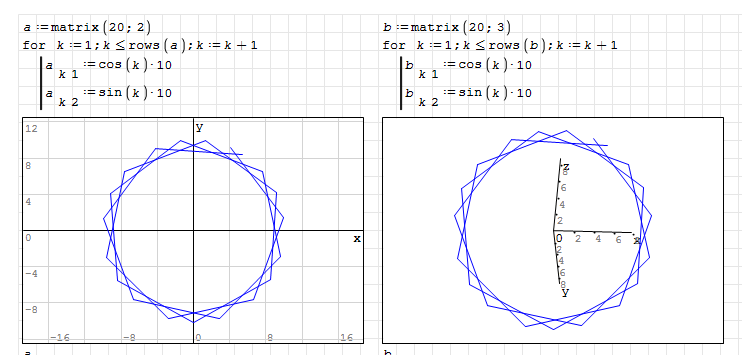 a:=matrix(20; 2)
for k:=1;k≤rows(a);k:=k+1
a k 1 :=cos(k)·10
a k 2 :=sin(k)·10
y
12
8
4
0
x
-4
-8
-16 -8 0 8 16
a
b:=matrix(20; 3)
for k:=1;k≤rows(b);k:=k+1
b k 1 :=cos(k)·10
b k 2 :=sin(k)·10
z
8
6
4
2
0 2 4 6 x
2
4
6
8
y
b